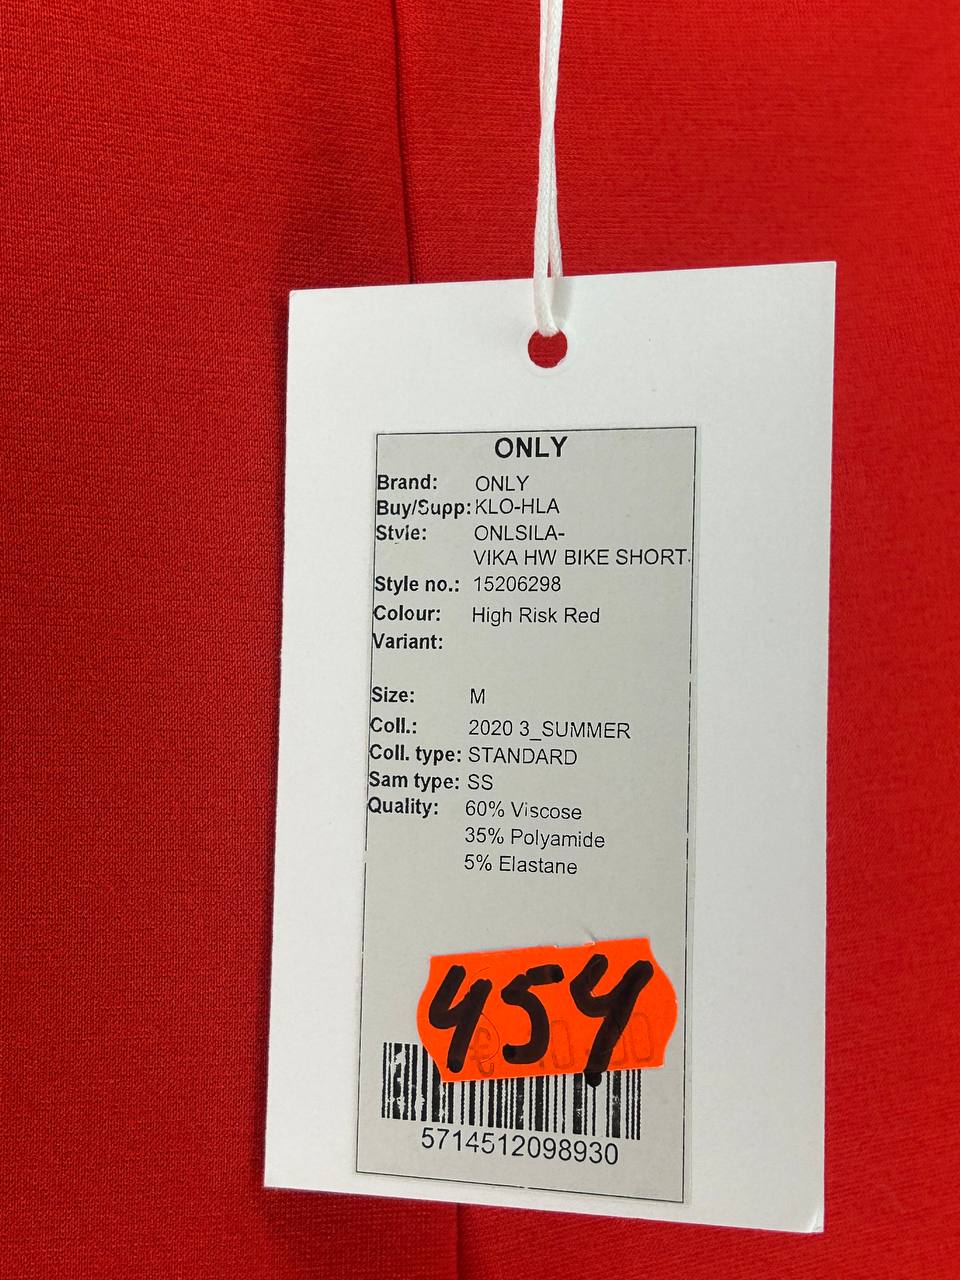 ONLY
Brand: ONLY
Buy/Supp: KLO-HLA
Style: ONLSILA-
VIKA HW BIKE SHORT
Style no.: 15206298
Colour: High Risk Red
Variant:
Size: M
Coll.: 2020 3_SUMMER
Coll. type: STANDARD
Sam type: SS
Quality: 60% Viscose
35% Polyamide
5% Elastane
454
5714512098930